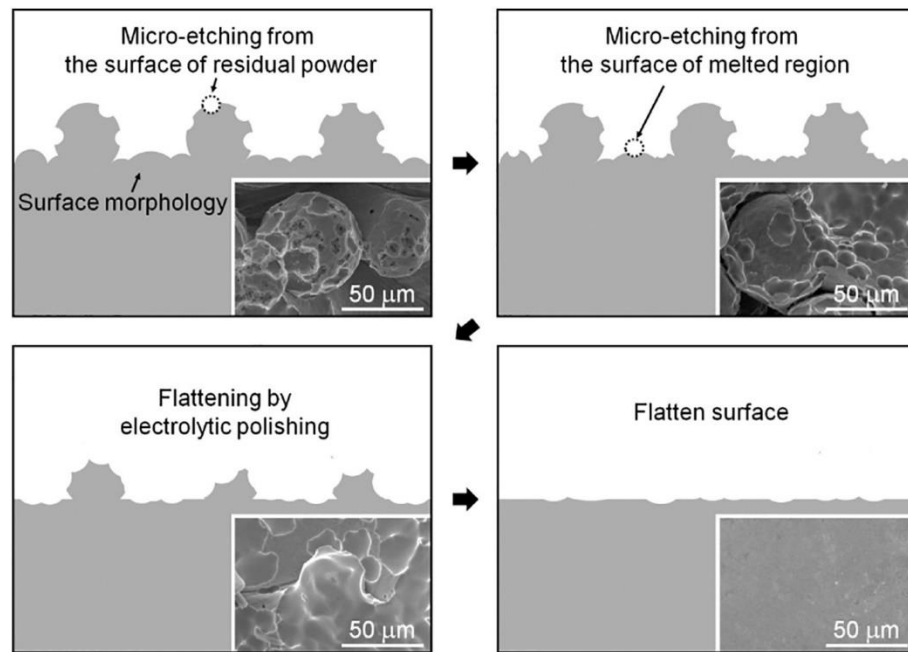 Micro-etching from
the surface of residual powder
Surface morphology
50 μm
Micro-etching from
the surface of melted region
50 μm
Flattening by
electrolytic polishing
50 μm
Flatten surface
50 μm